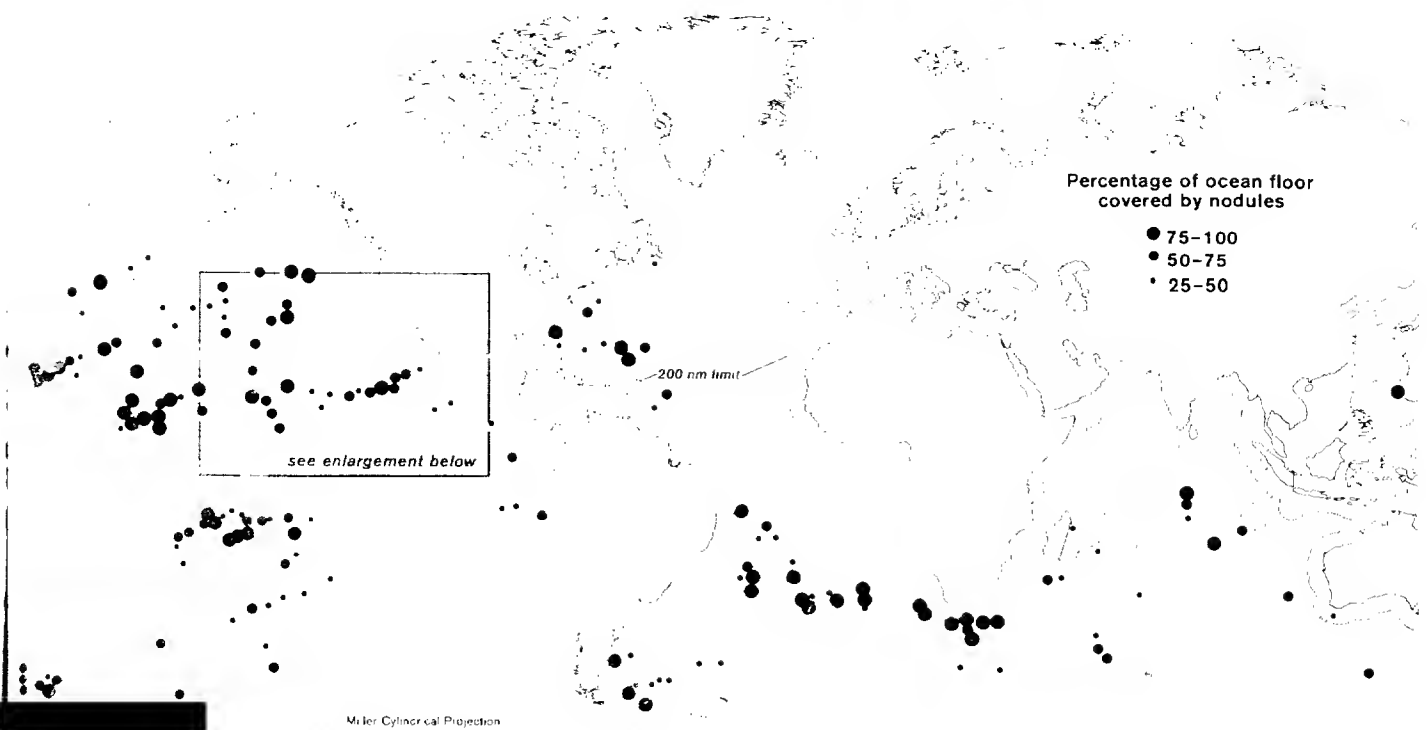 Percentage of ocean floor
covered by nodules
75-100
50-75
25-50
200 nm limit
see enlargement below
Miller Cylindrical Projection